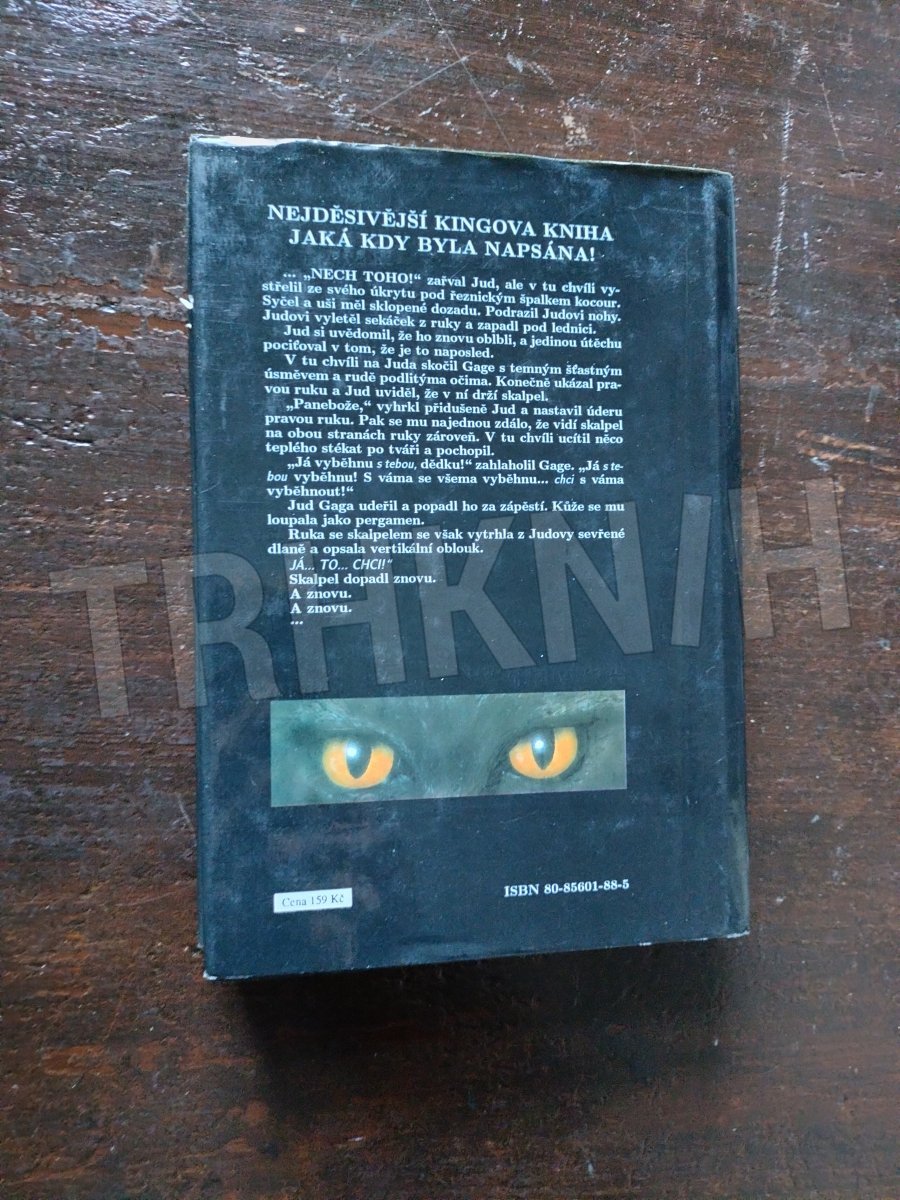 NEJDĚSIVĚJŠÍ KINGOVA KNIHA
JAKÁ KDY BYLA NAPSÁNA!
... „NECH TOHO!“ zařval Jud, ale v tu chvíli vy-
střelil ze svého úkrytu pod řeznickým špalkem kocour.
Syčel a uši měl sklopené dozadu. Podrazil Judovi nohy.
Judovi vyletěl sekáček z ruky a zapadl pod lednici.
Jud si uvědomil, že ho znovu oblbli, a jedinou útěchu
pociťoval v tom, že je to naposled.
V tu chvíli na Juda skočil Gage s temným šťastným
úsměvem a rudě podlitýma očima. Konečně ukázal pra-
vou ruku a Jud uviděl, že v ní drží skalpel.
„Panebože,“ vyhrkl přidušeně Jud a nastavil úderu
pravou ruku. Pak se mu najednou zdálo, že vidí skalpel
na obou stranách ruky zároveň. V tu chvíli ucítil něco
teplého stékat po tváři a pochopil.
„Já vyběhnu s tebou, dědku!“ zahlaholil Gage. „Já s te-
bou vyběhnu! S váma se všema vyběhnu... chci s váma
vyběhnout!“
Jud Gaga udeřil a popadl ho za zápěstí. Kůže se mu
loupala jako pergamen.
Ruka se skalpelem se však vytrhla z Judovy sevřené
dlaně a opsala vertikální oblouk.
JÁ... TO... CHCI!“
Skalpel dopadl znovu.
A znovu.
A znovu.
...
TRHKNIH
Cena 159 Kč
ISBN 80-85601-88-5